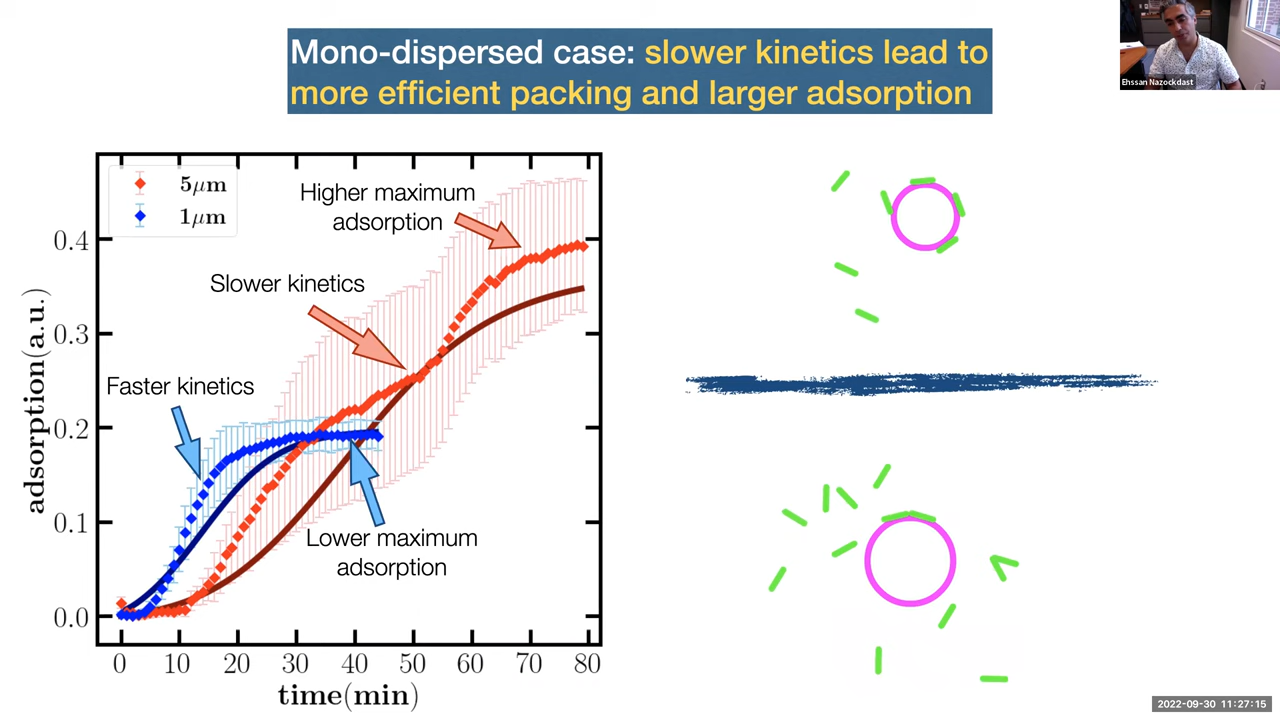 Mono-dispersed case: slower kinetics lead to
more efficient packing and larger adsorption
Ehssan Nazockdast
5μm
1μm
Higher maximum
adsorption
Slower kinetics
Faster kinetics
Lower maximum
adsorption
adsorption(a.u.)
0.4
0.3
0.2
0.1
0.0
0 10 20 30 40 50 60 70 80
time(min)
2022-09-30 11:27:15